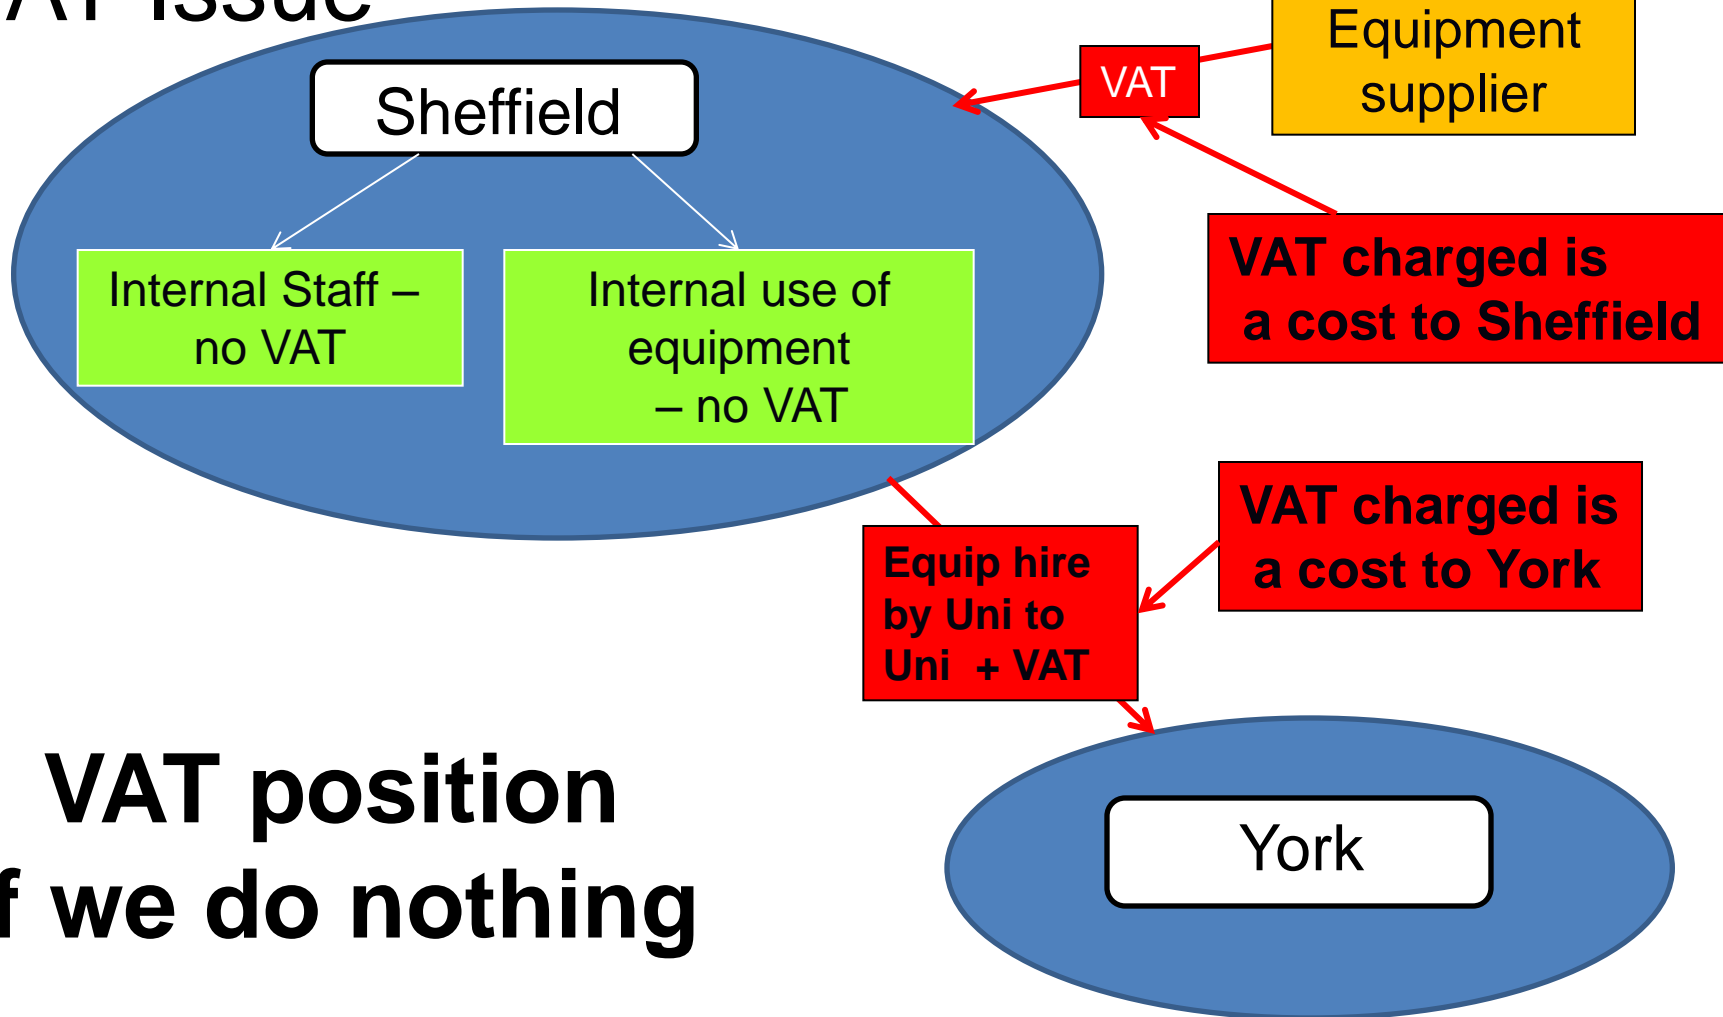 AT Issue
Equipment
supplier
VAT
Sheffield
VAT charged is
a cost to Sheffield
Internal Staff –
no VAT
Internal use of
equipment
– no VAT
VAT charged is
a cost to York
Equip hire
by Uni to
Uni + VAT
VAT position
f we do nothing
York